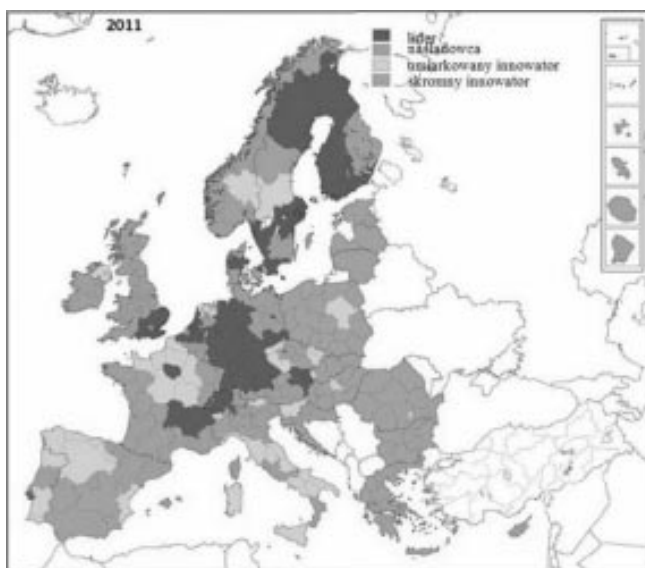 2011
lider
naśladowca
umiarkowany innowator
skromny innowator